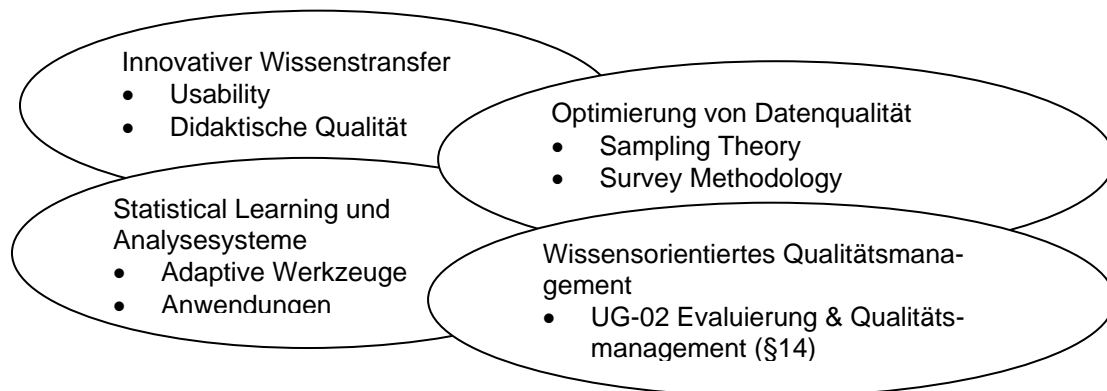 Innovativer Wissenstransfer
• Usability
• Didaktische Qualität
Optimierung von Datenqualität
• Sampling Theory
• Survey Methodology
Statistical Learning und
Analysesysteme
• Adaptive Werkzeuge
• Anwendungen
Wissensorientiertes Qualitätsmana-
gement
• UG-02 Evaluierung & Qualitäts-
management (§14)